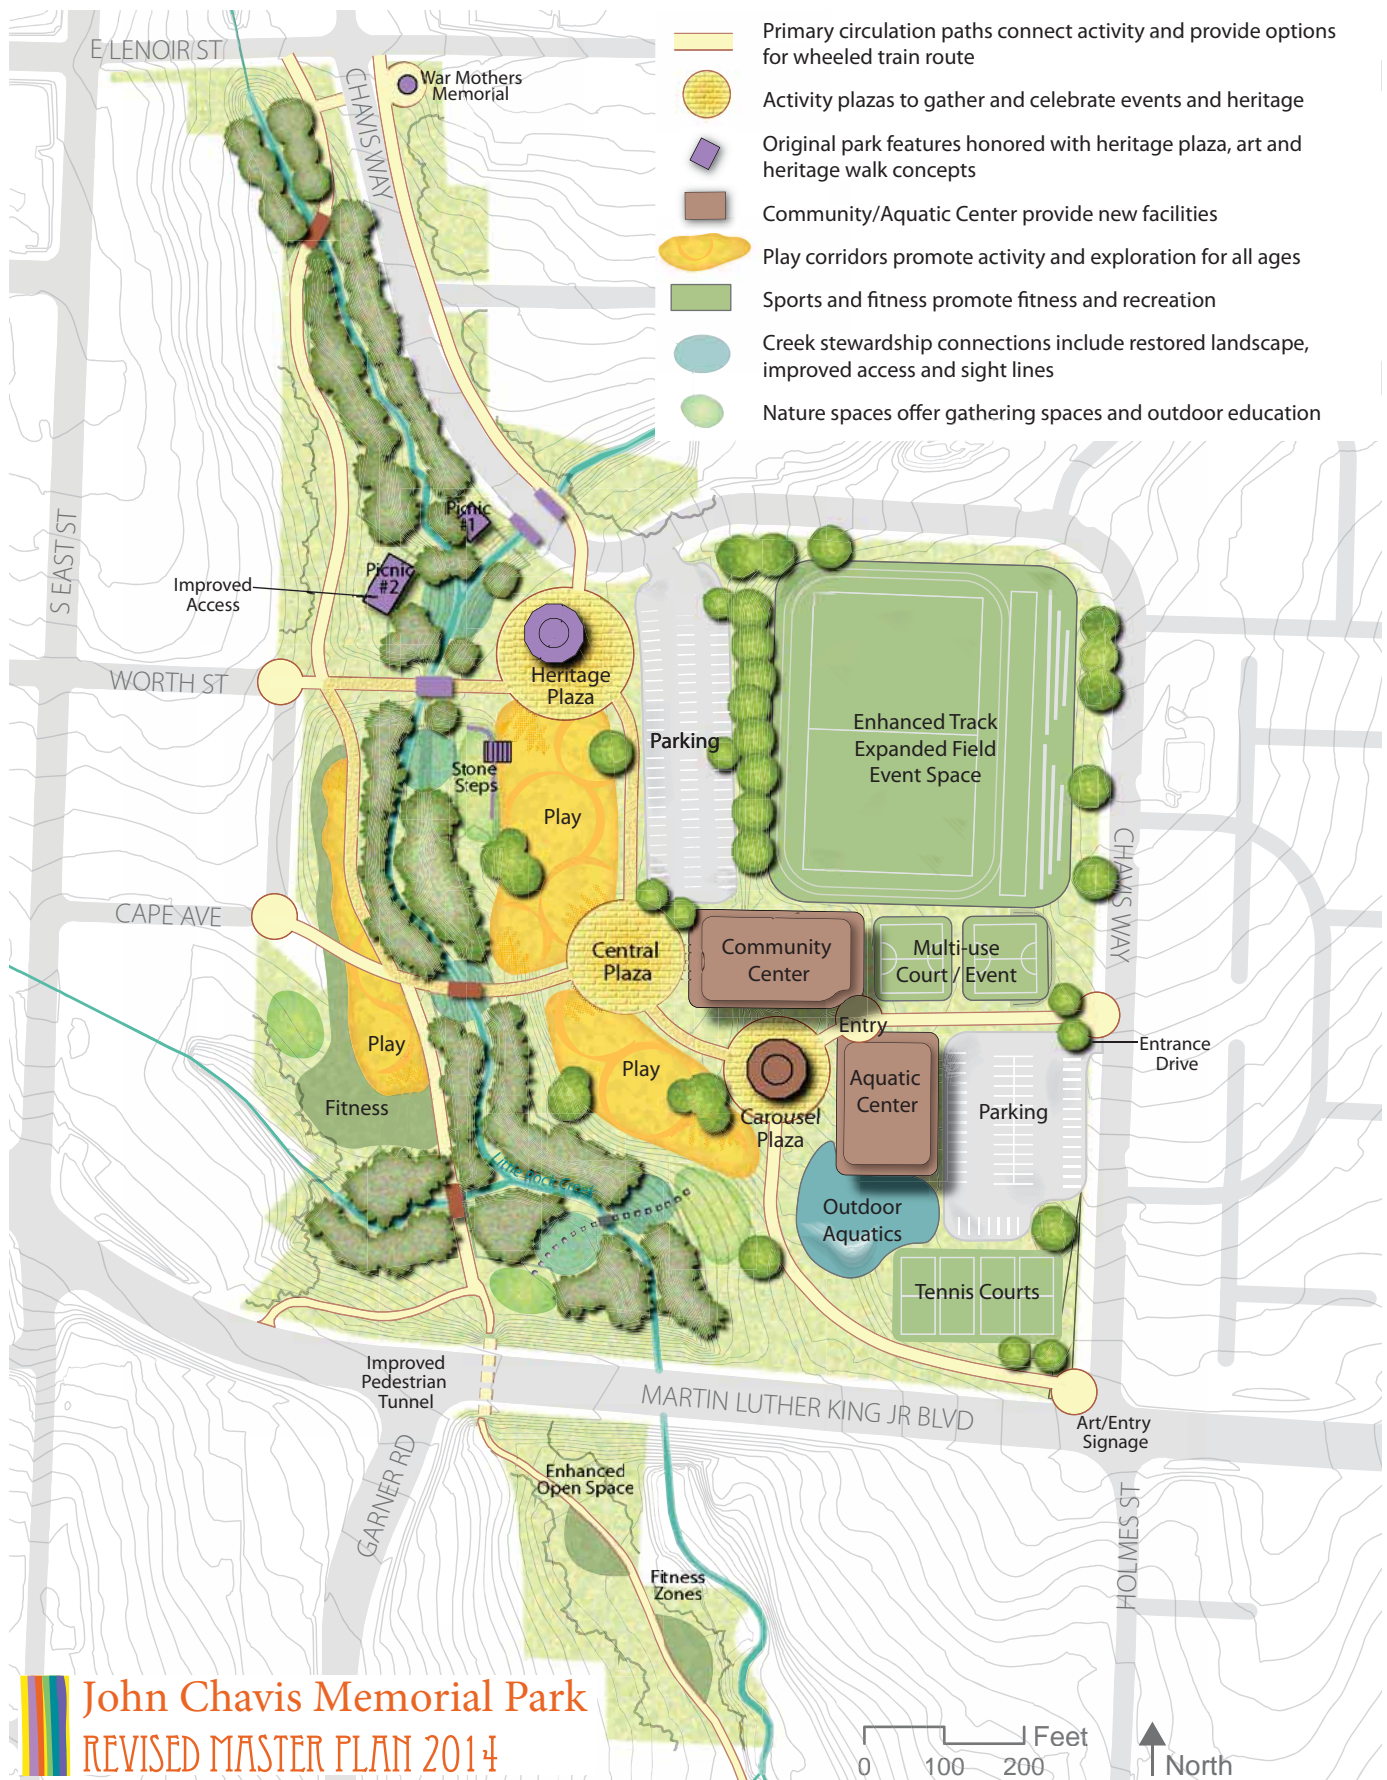 Primary circulation paths connect activity and provide options
for wheeled train route
Activity plazas to gather and celebrate events and heritage
Original park features honored with heritage plaza, art and
heritage walk concepts
Community/Aquatic Center provide new facilities
Play corridors promote activity and exploration for all ages
Sports and fitness promote fitness and recreation
Creek stewardship connections include restored landscape,
improved access and sight lines
Nature spaces offer gathering spaces and outdoor education
E LENOIR ST
CHAVIS WAY
War Mothers
Memorial
S EAST ST
Picnic
#1
Picnic
#2
Improved
Access
WORTH ST
Heritage
Plaza
Parking
Enhanced Track
Expanded Field
Event Space
Stone
Steps
Play
CHAVIS WAY
CAPE AVE
Central
Plaza
Community
Center
Multi-use
Court / Event
Entry
Entrance
Drive
Play
Play
Aquatic
Center
Parking
Fitness
Carousel
Plaza
Little Rock Creek
Outdoor
Aquatics
Tennis Courts
Improved
Pedestrian
Tunnel
MARTIN LUTHER KING JR BLVD
Art/Entry
Signage
GARNER RD
Enhanced
Open Space
HOLMES ST
Fitness
Zones
John Chavis Memorial Park
REVISED MASTER PLAN 2014
Feet
0 100 200
North